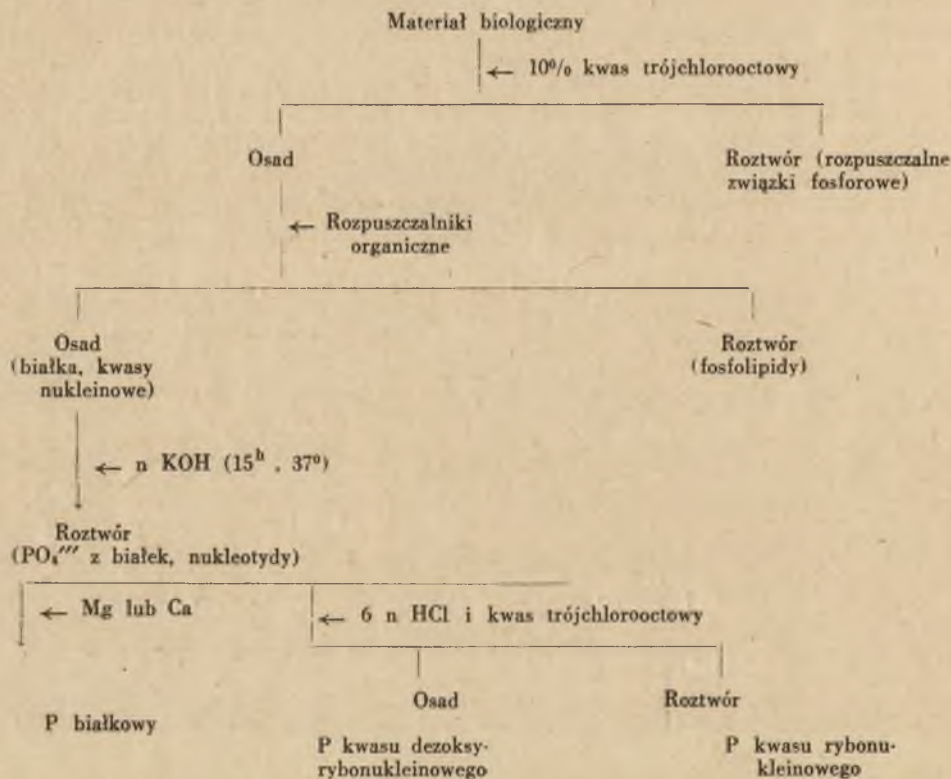 Materiał biologiczny
← 10% kwas trójchlorooctowy
Osad
Roztwór (rozpuszczalne
związki fosforowe)
← Rozpuszczalniki
organiczne
Osad
(białka, kwasy
nukleinowe)
Roztwór
(fosfolipidy)
← n KOH (15ʰ , 37⁰)
Roztwór
(PO₄′′′ z białek, nukleotydy)
← Mg lub Ca
← 6 n HCl i kwas trójchlorooctowy
Osad
Roztwór
P białkowy
P kwasu dezoksy-
rybonukleinowego
P kwasu rybonu-
kleinowego